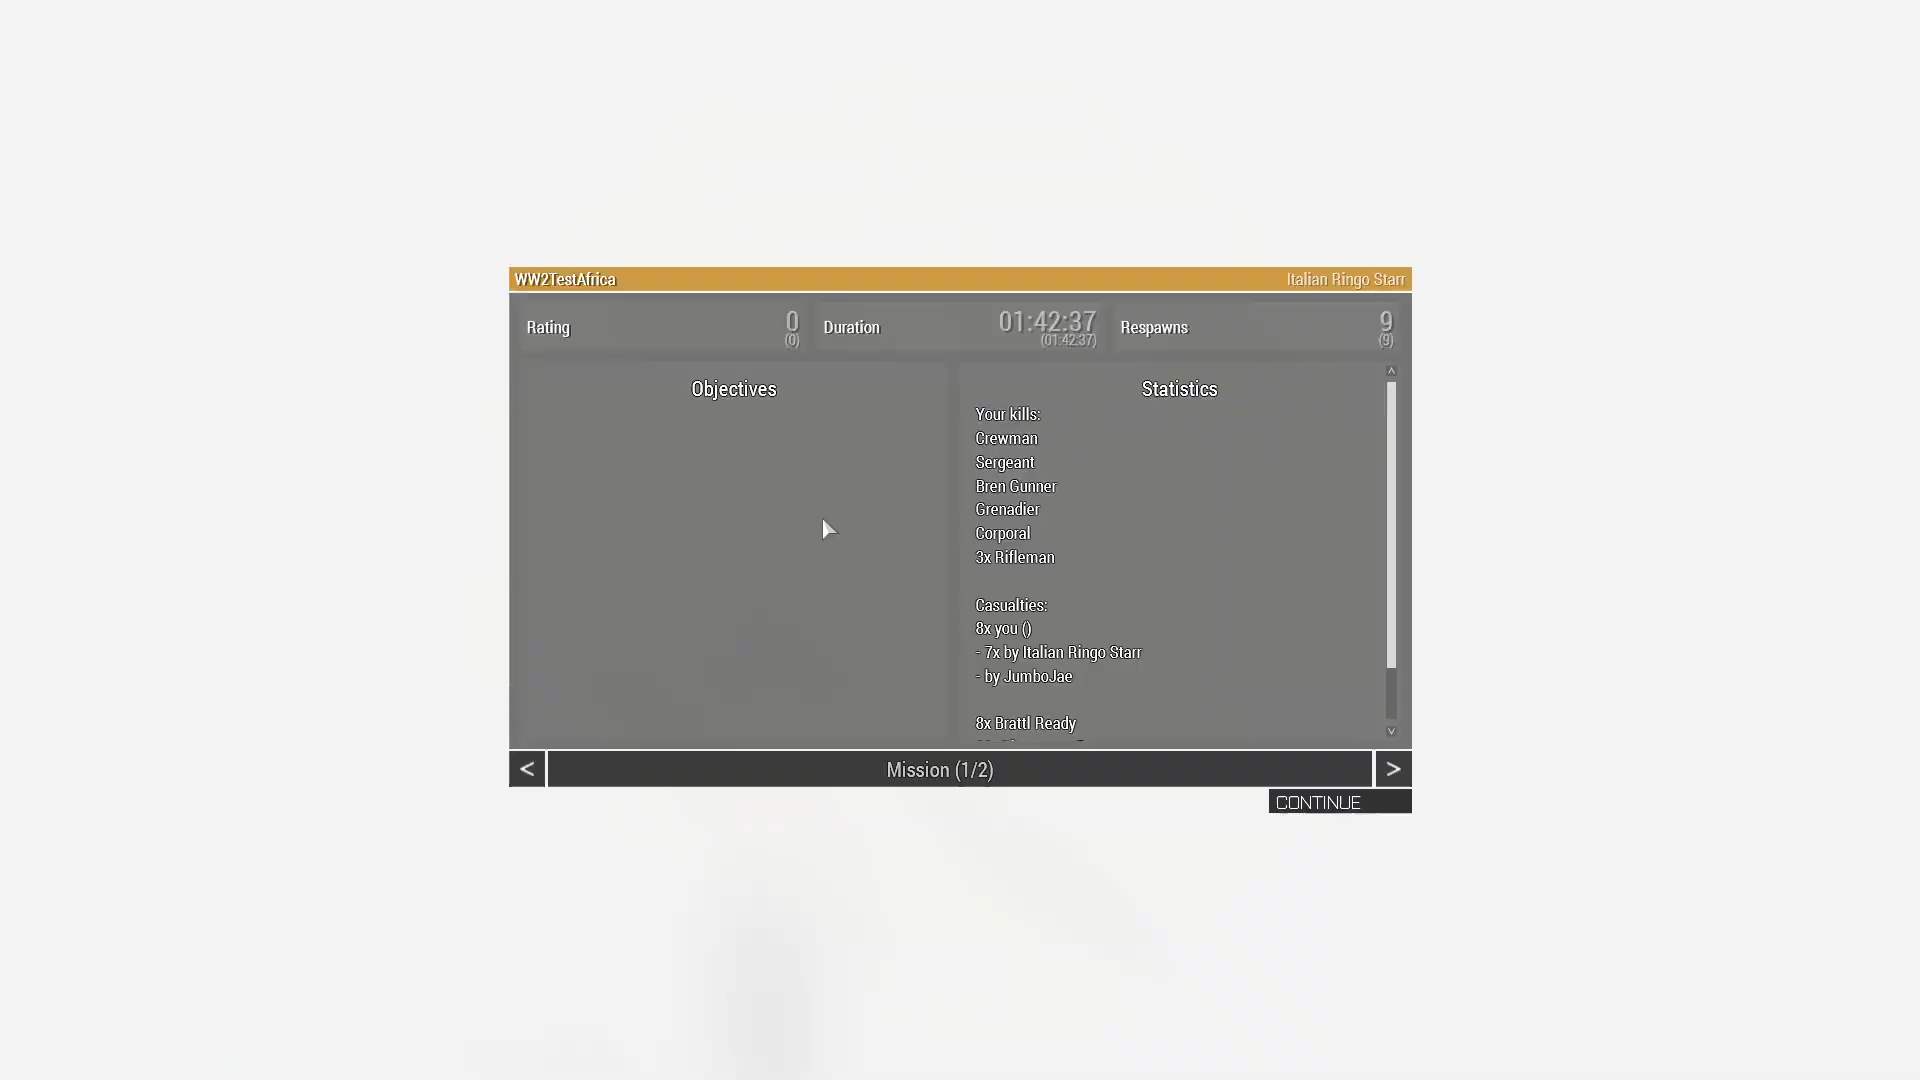 WW2TestAfrica
Italian Ringo Starr
Rating
0
(0)
Duration
01:42:37
(01:42:37)
Respawns
9
(9)
Objectives
Statistics
Your kills:
Crewman
Sergeant
Bren Gunner
Grenadier
Corporal
3x Rifleman
Casualties:
8x you ()
- 7x by Italian Ringo Starr
- by JumboJae
8x Brattl Ready
<
Mission (1/2)
>
CONTINUE